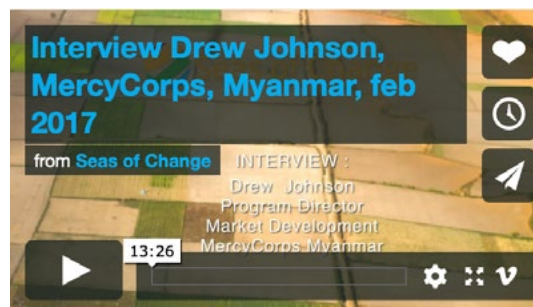 Interview Drew Johnson,
MercyCorps, Myanmar, feb
2017
from Seas of Change
INTERVIEW :
Drew Johnson
Program Director
Market Development
MercyCorps Myanmar
13:26